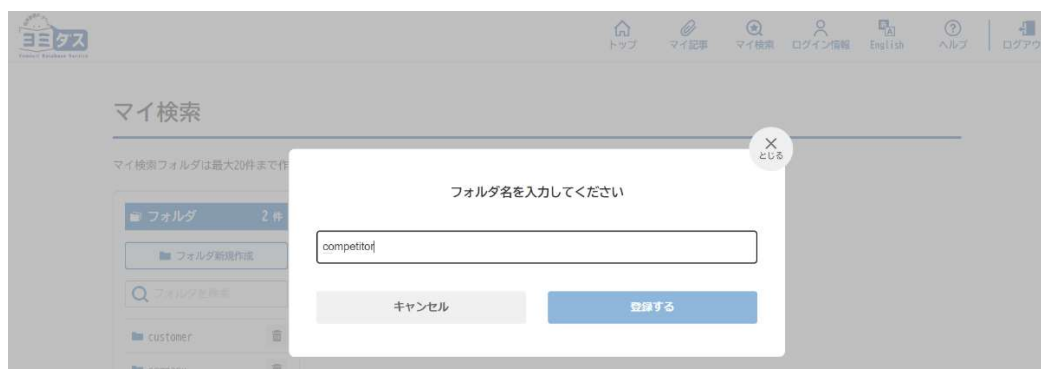 ヨミダス
トップ
マイ記事
マイ検索
ログイン情報
English
ヘルプ
ログアウ
マイ検索
マイ検索フォルダは最大20件まで作
とじる
フォルダ名を入力してください
フォルダ 2 件
competitor
フォルダ新規作成
フォルダを検索
キャンセル
登録する
customer